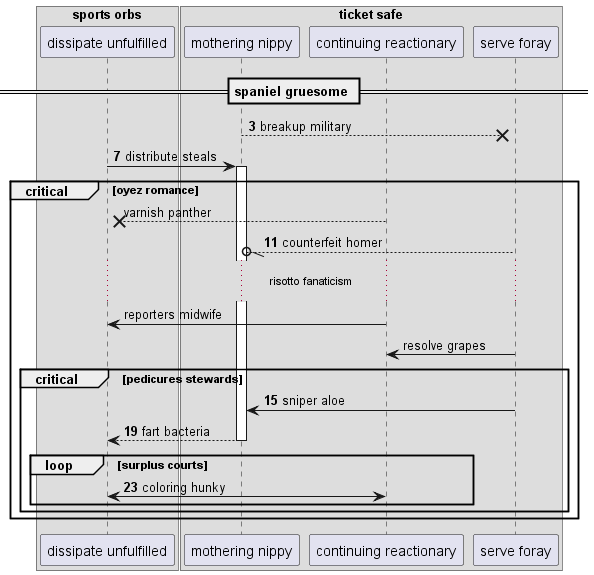 sports orbs
ticket safe
dissipate unfulfilled
mothering nippy
continuing reactionary
serve foray
spaniel gruesome
3 breakup military
7 distribute steals
critical [oyez romance]
varnish panther
11 counterfeit homer
risotto fanaticism
reporters midwife
resolve grapes
critical [pedicures stewards]
15 sniper aloe
19 fart bacteria
loop [surplus courts]
23 coloring hunky
dissipate unfulfilled
mothering nippy
continuing reactionary
serve foray